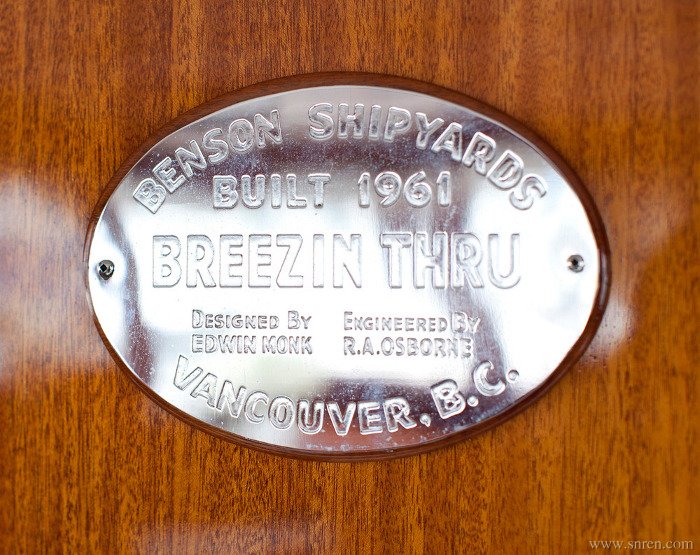 BENSON SHIPYARDS
BUILT 1961
BREEZIN THRU
DESIGNED BY ENGINEERED BY
EDWIN MONK R.A.OSBORNE
VANCOUVER, B.C.
www.snren.com